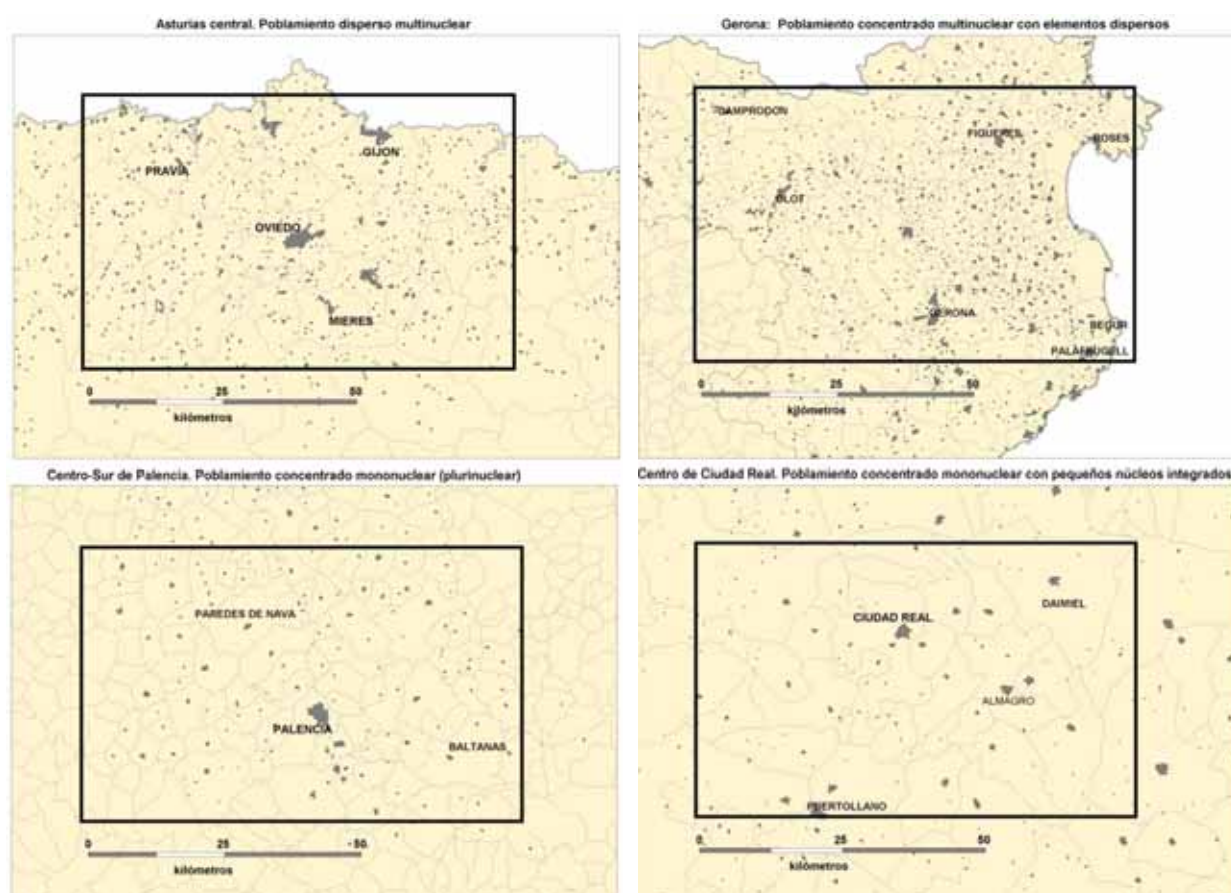 Asturias central. Poblamiento disperso multinuclear
PRAVIA
GIJON
OVIEDO
MIERES
0 25 50
kilómetros
Gerona: Poblamiento concentrado multinuclear con elementos dispersos
CAMPRODON
FIGUERES
ROSES
OLOT
GERONA
BEGUR
PALAFRUGELL
0 25 50
kilómetros
Centro-Sur de Palencia. Poblamiento concentrado mononuclear (plurinuclear)
PAREDES DE NAVA
PALENCIA
BALTANAS
0 25 50
kilómetros
Centro de Ciudad Real. Poblamiento concentrado mononuclear con pequeños núcleos integrados
CIUDAD REAL
DAIMIEL
ALMAGRO
PUERTOLLANO
0 25 50
kilómetros